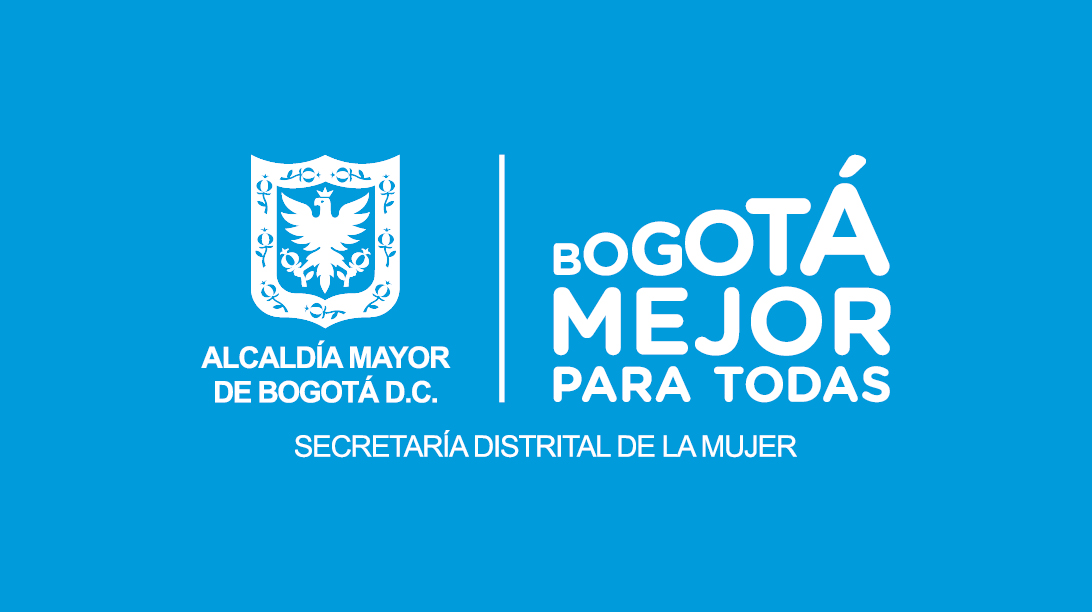 ALCALDÍA MAYOR
DE BOGOTÁ D.C.
BOGOTÁ
MEJOR
PARA TODAS
SECRETARÍA DISTRITAL DE LA MUJER